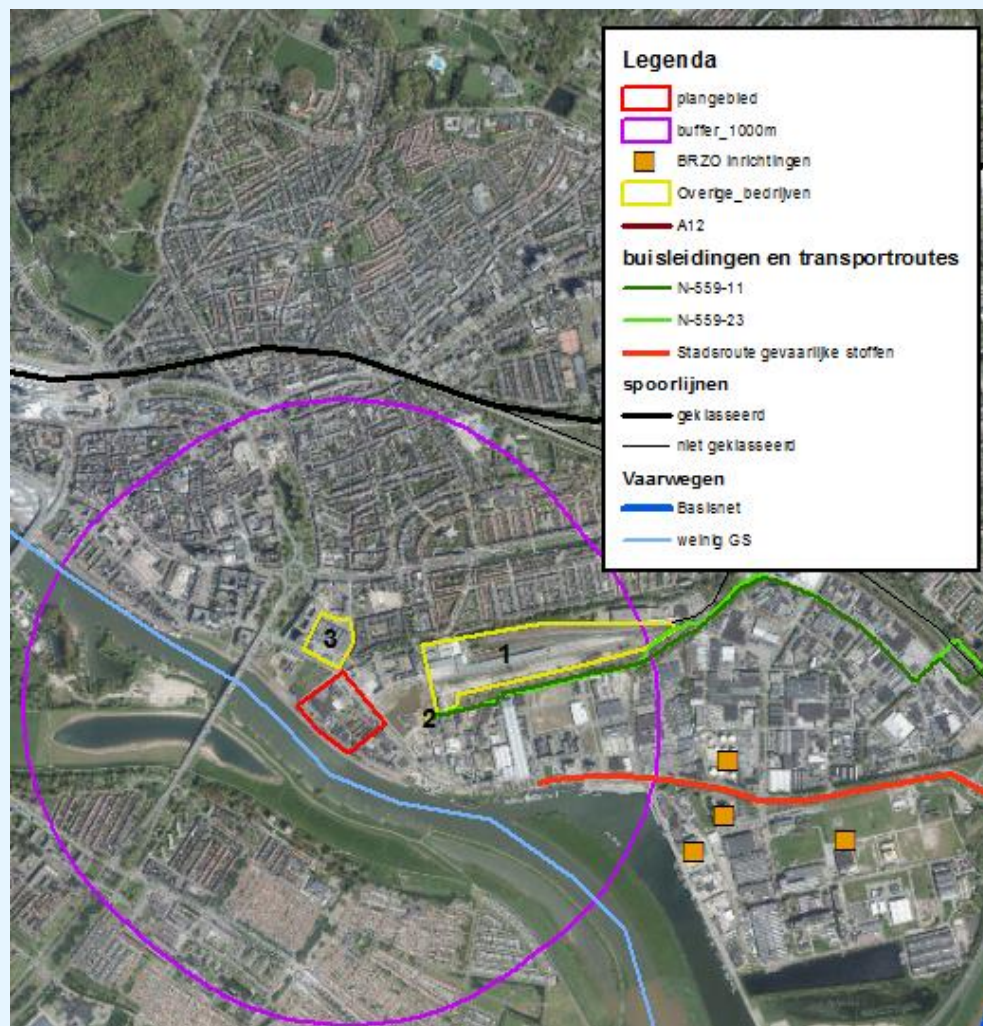 Legenda
plangebied
buffer_1000m
BRZO inrichtingen
Overige_bedrijven
A12
buisleidingen en transportroutes
N-559-11
N-559-23
Stadsroute gevaarlijke stoffen
spoorlijnen
geklasseerd
niet geklasseerd
Vaarwegen
Basisnet
weinig GS
3
1
2